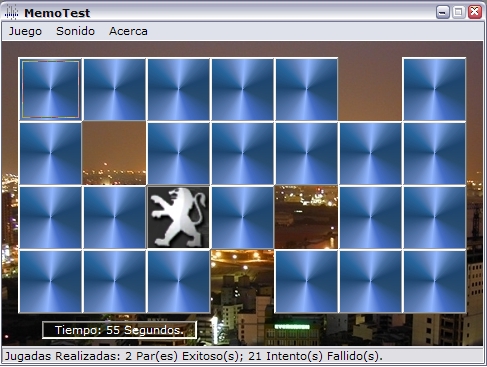 MemoTest
Juego Sonido Acerca
Tiempo: 55 Segundos.
Jugadas Realizadas: 2 Par(es) Exitoso(s); 21 Intento(s) Fallido(s).